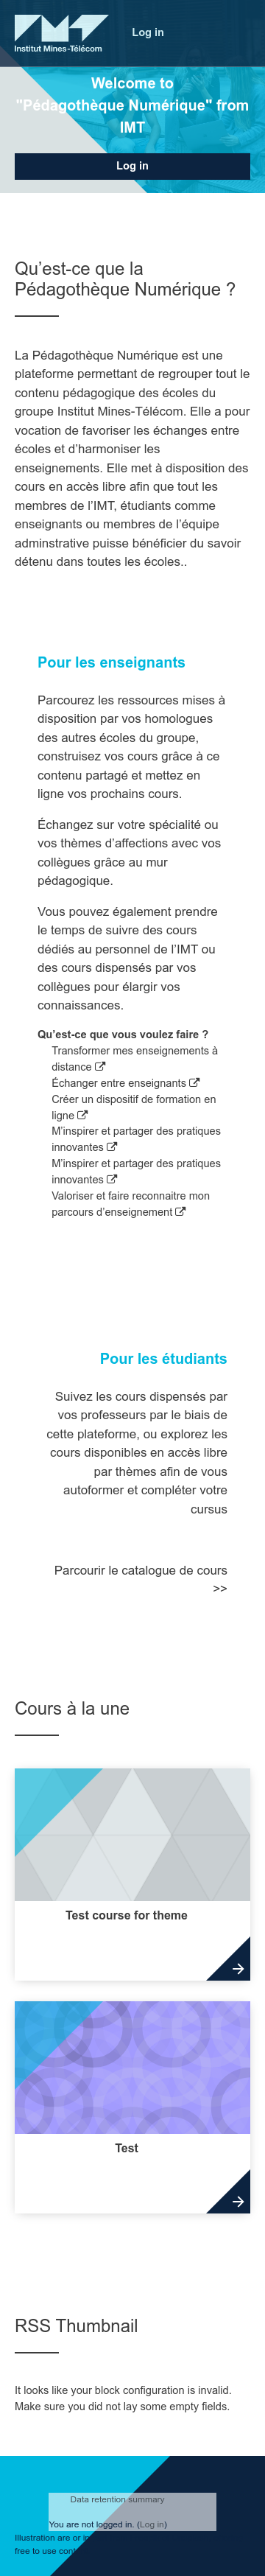 Institut Mines-Télécom
Log in
Welcome to
"Pédagothèque Numérique" from
IMT
Log in
Qu’est-ce que la
Pédagothèque Numérique ?
La Pédagothèque Numérique est une
plateforme permettant de regrouper tout le
contenu pédagogique des écoles du
groupe Institut Mines-Télécom. Elle a pour
vocation de favoriser les échanges entre
écoles et d’harmoniser les
enseignements. Elle met à disposition des
cours en accès libre afin que tout les
membres de l’IMT, étudiants comme
enseignants ou membres de l’équipe
adminstrative puisse bénéficier du savoir
détenu dans toutes les écoles..
Pour les enseignants
Parcourez les ressources mises à
disposition par vos homologues
des autres écoles du groupe,
construisez vos cours grâce à ce
contenu partagé et mettez en
ligne vos prochains cours.
Échangez sur votre spécialité ou
vos thèmes d’affections avec vos
collègues grâce au mur
pédagogique.
Vous pouvez également prendre
le temps de suivre des cours
dédiés au personnel de l’IMT ou
des cours dispensés par vos
collègues pour élargir vos
connaissances.
Qu’est-ce que vous voulez faire ?
Transformer mes enseignements à
distance
Échanger entre enseignants
Créer un dispositif de formation en
ligne
M’inspirer et partager des pratiques
innovantes
M’inspirer et partager des pratiques
innovantes
Valoriser et faire reconnaitre mon
parcours d’enseignement
Pour les étudiants
Suivez les cours dispensés par
vos professeurs par le biais de
cette plateforme, ou explorez les
cours disponibles en accès libre
par thèmes afin de vous
autoformer et compléter votre
cursus
Parcourir le catalogue de cours
>>
Cours à la une
Test course for theme
Test
RSS Thumbnail
It looks like your block configuration is invalid.
Make sure you did not lay some empty fields.
Data retention summary
You are not logged in. (Log in)
Illustration are or
free to use